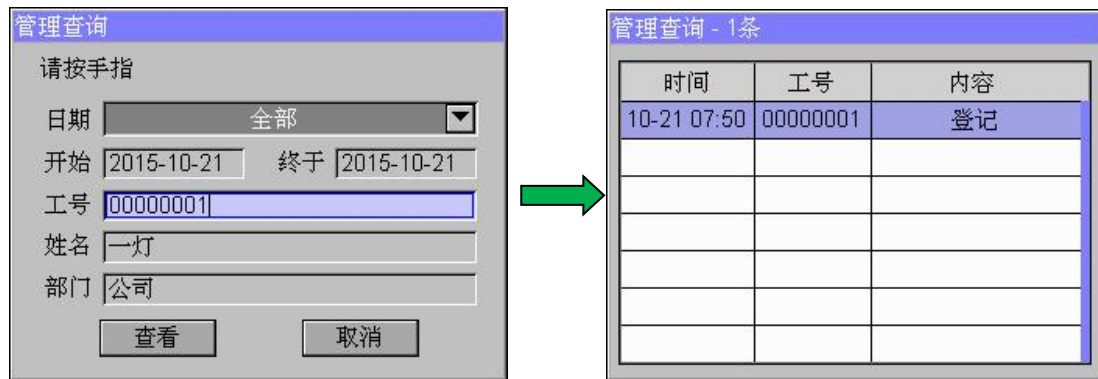 管理查询
请按手指
日期 全部
开始 2015-10-21 终于 2015-10-21
工号 00000001
姓名 一灯
部门 公司
查看 取消
管理查询 - 1条
时间 工号 内容
10-21 07:50 00000001 登记